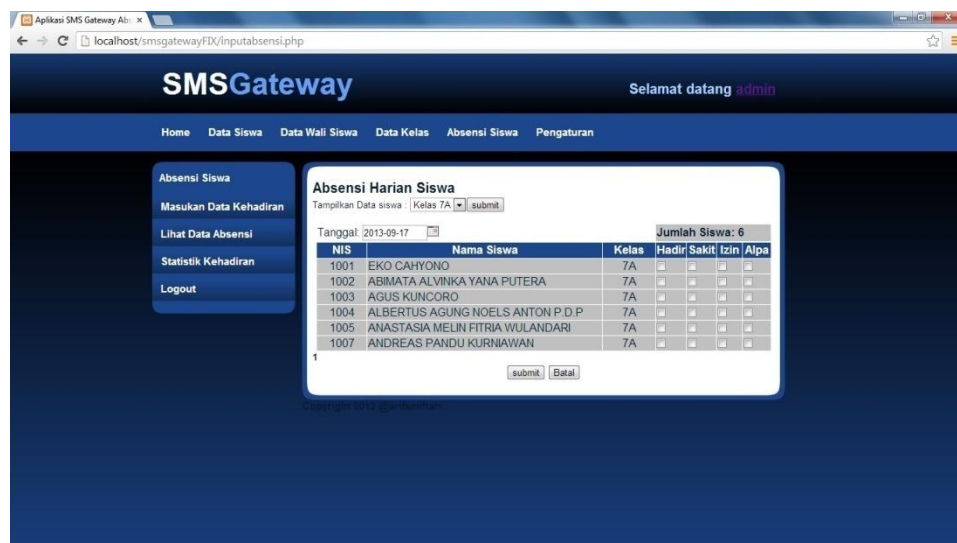 Aplikasi SMS Gateway Ab
localhost/smsgatewayFIX/inputabsensi.php
SMSGateway
Selamat datang admin
Home Data Siswa Data Wali Siswa Data Kelas Absensi Siswa Pengaturan
Absensi Siswa
Masukan Data Kehadiran
Lihat Data Absensi
Statistik Kehadiran
Logout
Absensi Harian Siswa
Tampilkan Data siswa : Kelas 7A submit
Tanggal: 2013-09-17 Jumlah Siswa: 6
NIS Nama Siswa Kelas Hadir Sakit Izin Alpa
1001 EKO CAHYONO 7A
1002 ABIMATA ALVINKA YANA PUTERA 7A
1003 AGUS KUNCORO 7A
1004 ALBERTUS AGUNG NOELS ANTON P.D.P 7A
1005 ANASTASIA MELIN FITRIA WULANDARI 7A
1007 ANDREAS PANDU KURNIAWAN 7A
1
submit Batal
Copyright 2013